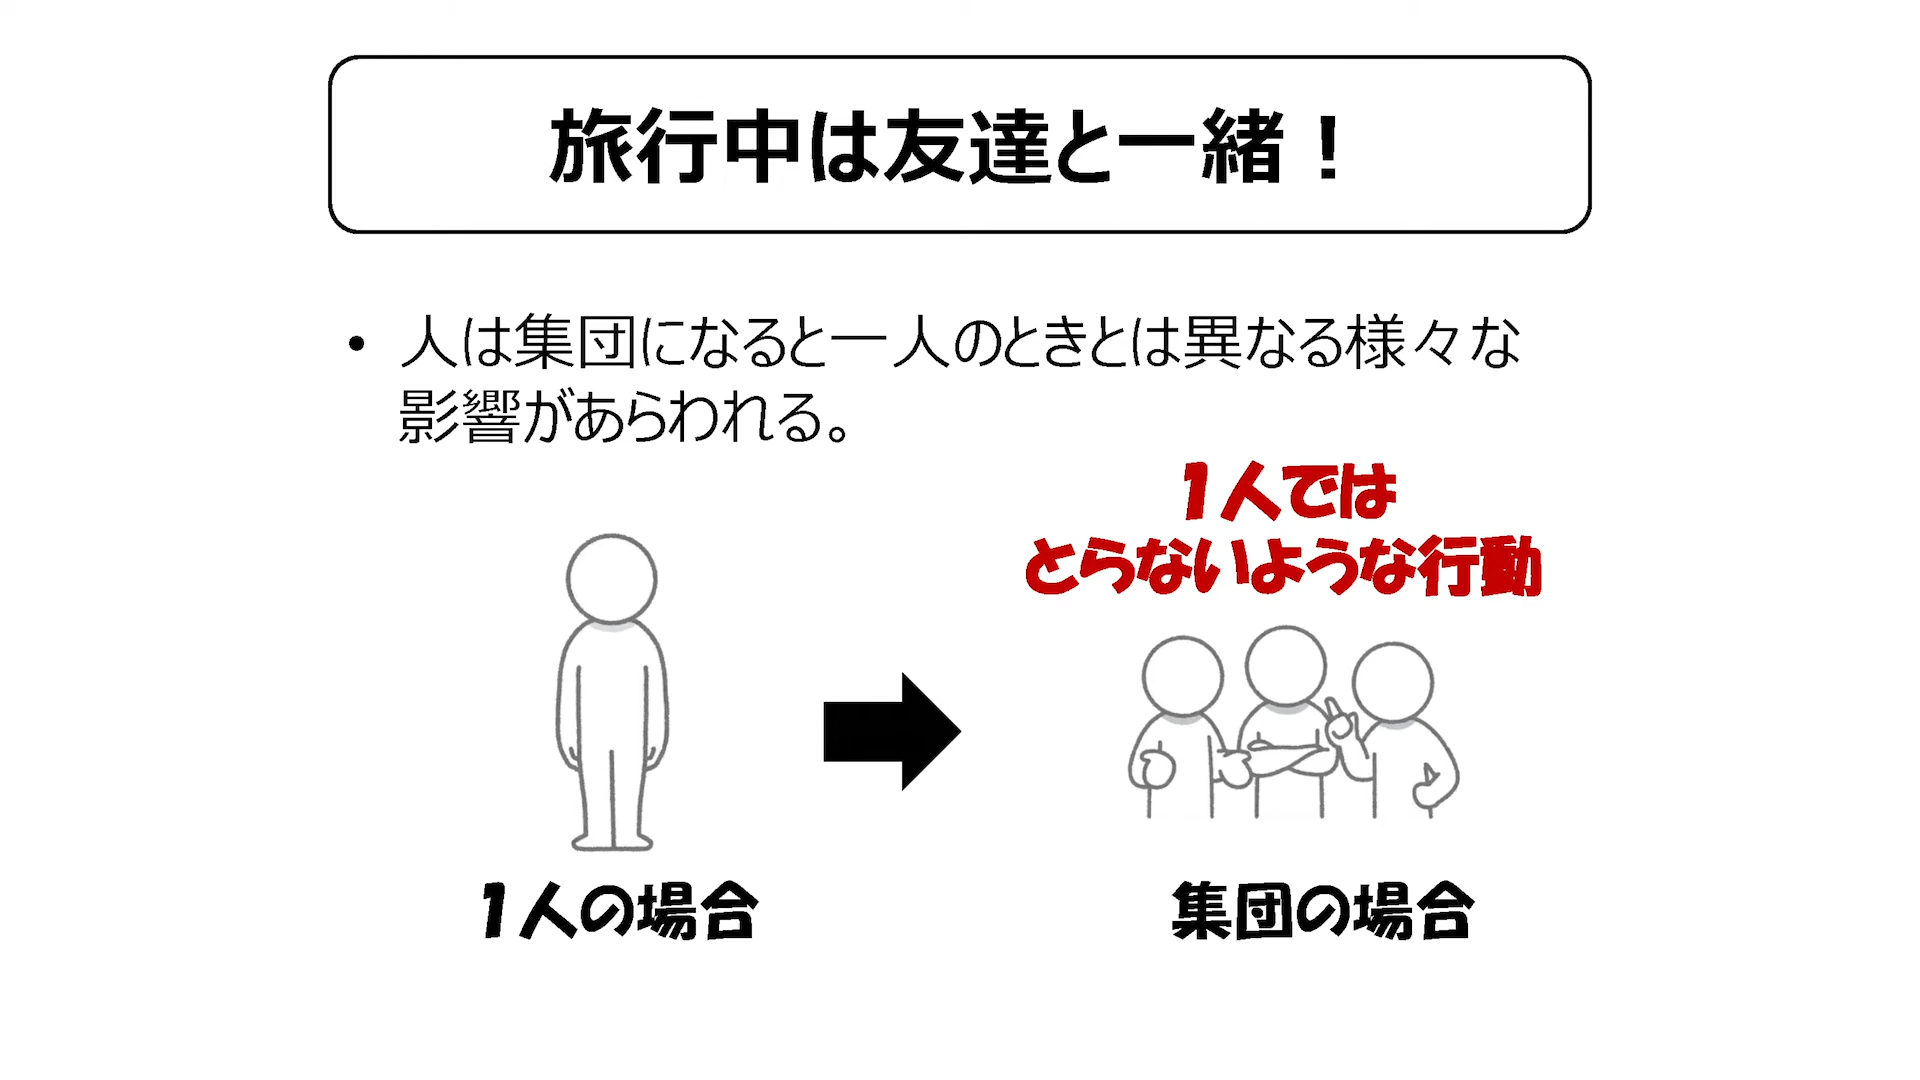 旅行中は友達と一緒！
• 人は集団になると一人のときとは異なる様々な
影響があらわれる。
1人では
とらないような行動
1人の場合
集団の場合